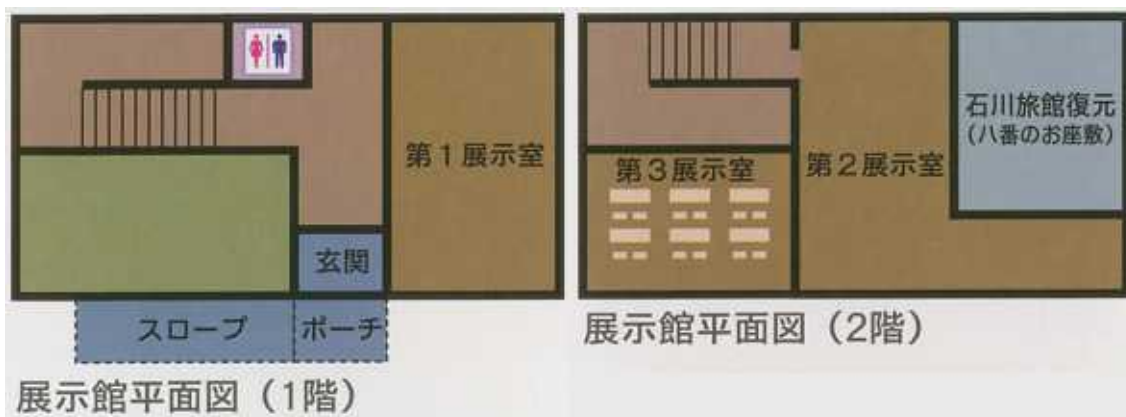 第1展示室
玄関
スロープ
ポーチ
展示館平面図（1階）
石川旅館復元
（八番のお座敷）
第3展示室
第2展示室
展示館平面図（2階）